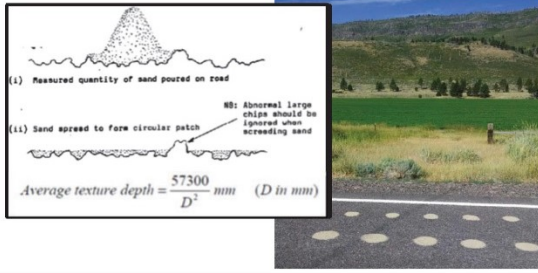 (i) Measured quantity of sand poured on road
NB: Abnormal large
chips should be
ignored when
screeding sand
(ii) Sand spread to form circular patch
Average texture depth = 57300/D² mm (D in mm)